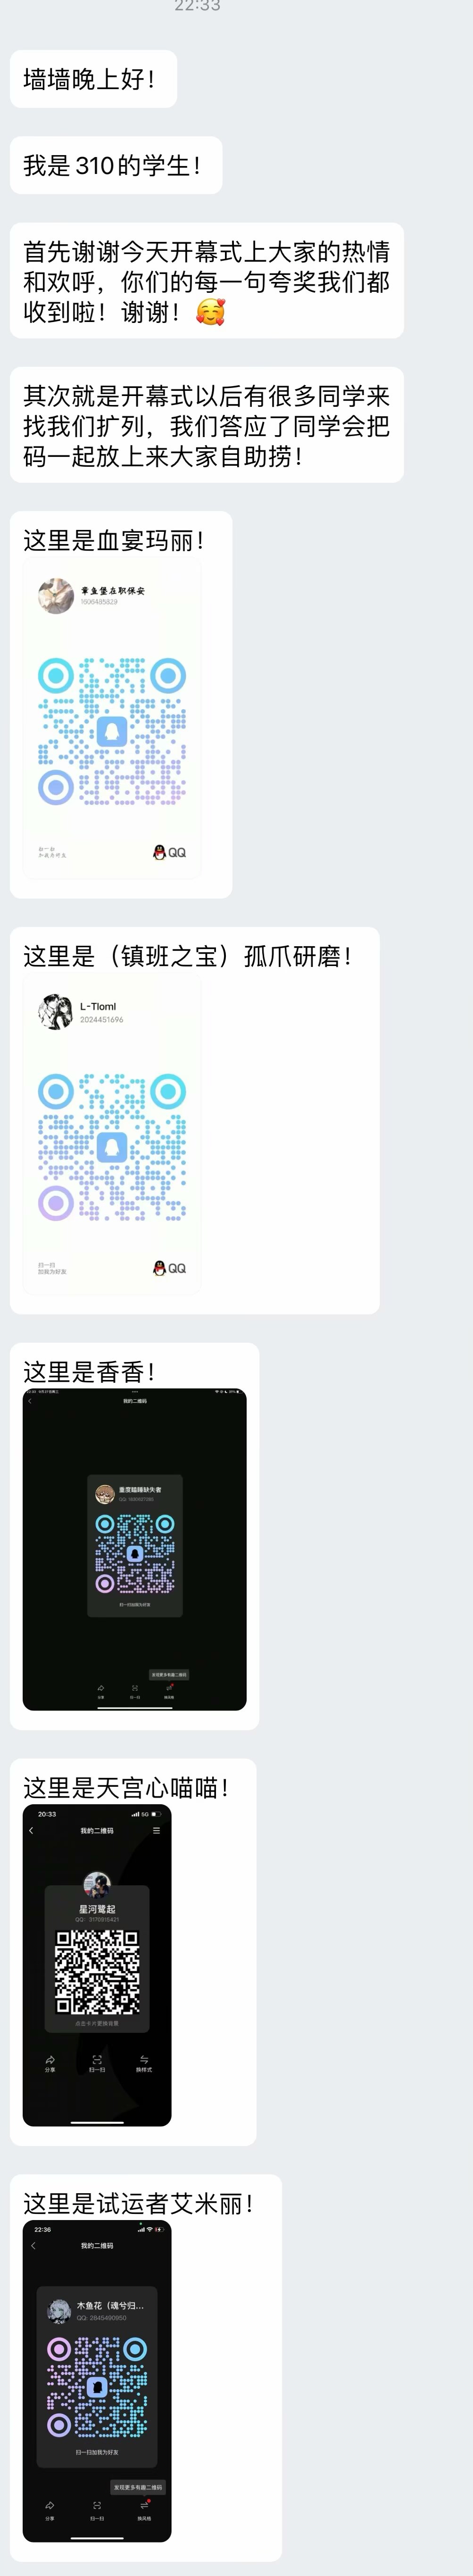 22:33
墙墙晚上好！
我是310的学生！
首先谢谢今天开幕式上大家的热情
和欢呼，你们的每一句夸奖我们都
收到啦！谢谢！🥰
其次就是开幕式以后有很多同学来
找我们扩列，我们答应了同学会把
码一起放上来大家自助捞！
这里是血宴玛丽！
章鱼堡在职保安
扫一扫
加我为好友
QQ
这里是（镇班之宝）孤爪研磨！
L-Tloml
2024451696
扫一扫
加我为好友
QQ
这里是香香！
我的二维码
重度瞌睡缺失者
扫一扫加我为好友
发现更多有趣二维码
分享
扫一扫
换风格
这里是天宫心喵喵！
20:33
5G
我的二维码
星河鹭起
QQ: 3170915421
点击卡片更换背景
分享
扫一扫
换样式
这里是试运者艾米丽！
22:36
我的二维码
木鱼花（魂兮归...
QQ: 2845490950
扫一扫加我为好友
发现更多有趣二维码
分享
扫一扫
换风格